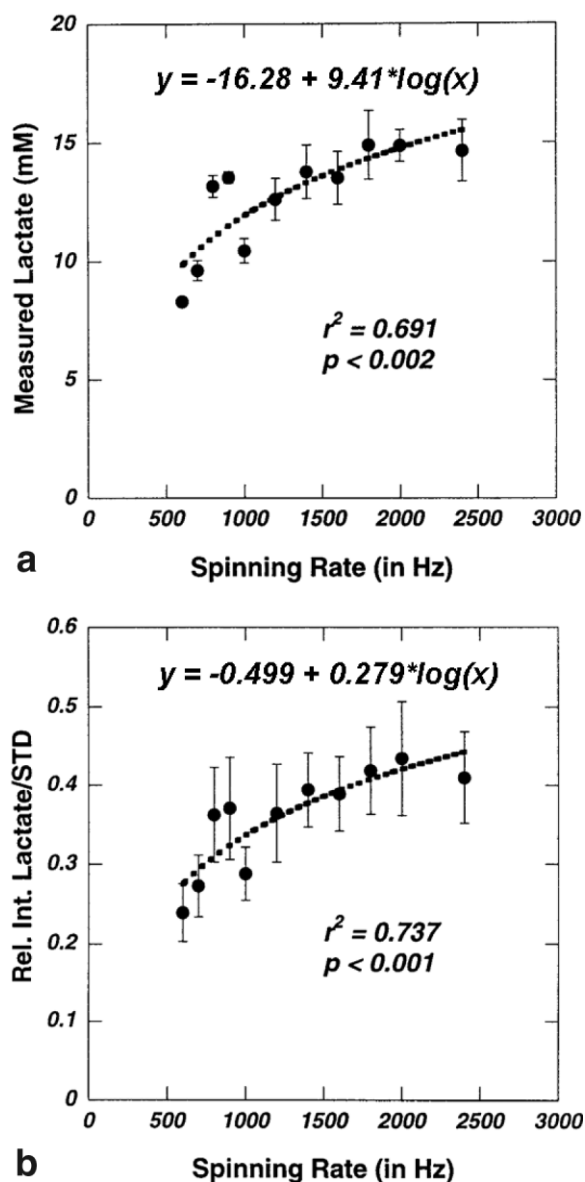 20
y = -16.28 + 9.41*log(x)
15
Measured Lactate (mM)
10
r² = 0.691
p < 0.002
5
0
0 500 1000 1500 2000 2500 3000
a
Spinning Rate (in Hz)
0.6
y = -0.499 + 0.279*log(x)
0.5
0.4
Rel. Int. Lactate/STD
0.3
r² = 0.737
0.2
p < 0.001
0.1
0
0 500 1000 1500 2000 2500 3000
b
Spinning Rate (in Hz)